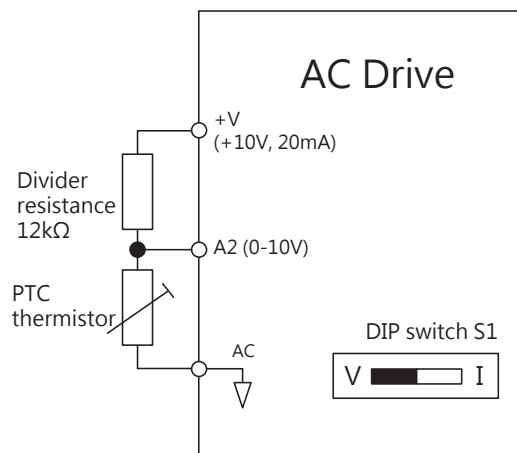 AC Drive
+V
(+10V, 20mA)
Divider
resistance
12kΩ
A2 (0-10V)
PTC
thermistor
AC
DIP switch S1
V I